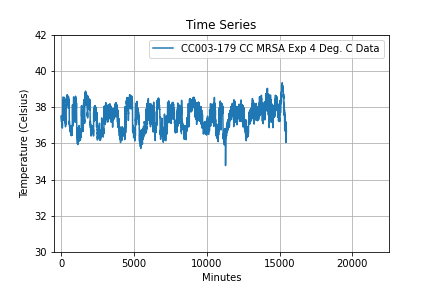 Time Series
CC003-179 CC MRSA Exp 4 Deg. C Data
Temperature (Celsius)
42
40
38
36
34
32
30
0 5000 10000 15000 20000
Minutes